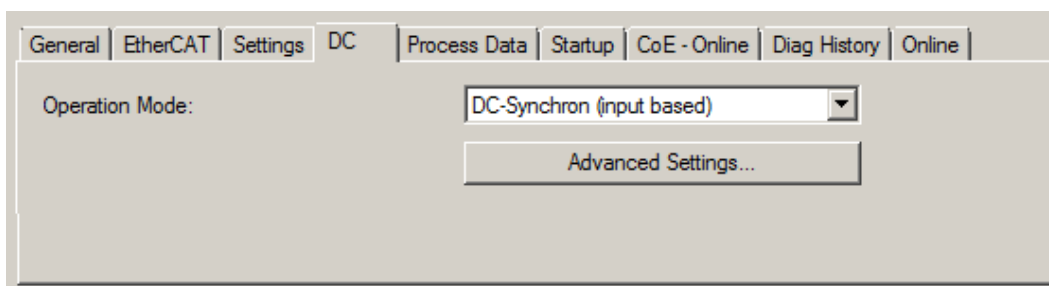 General EtherCAT Settings DC Process Data Startup CoE - Online Diag History Online
Operation Mode: DC-Synchron (input based)
Advanced Settings...